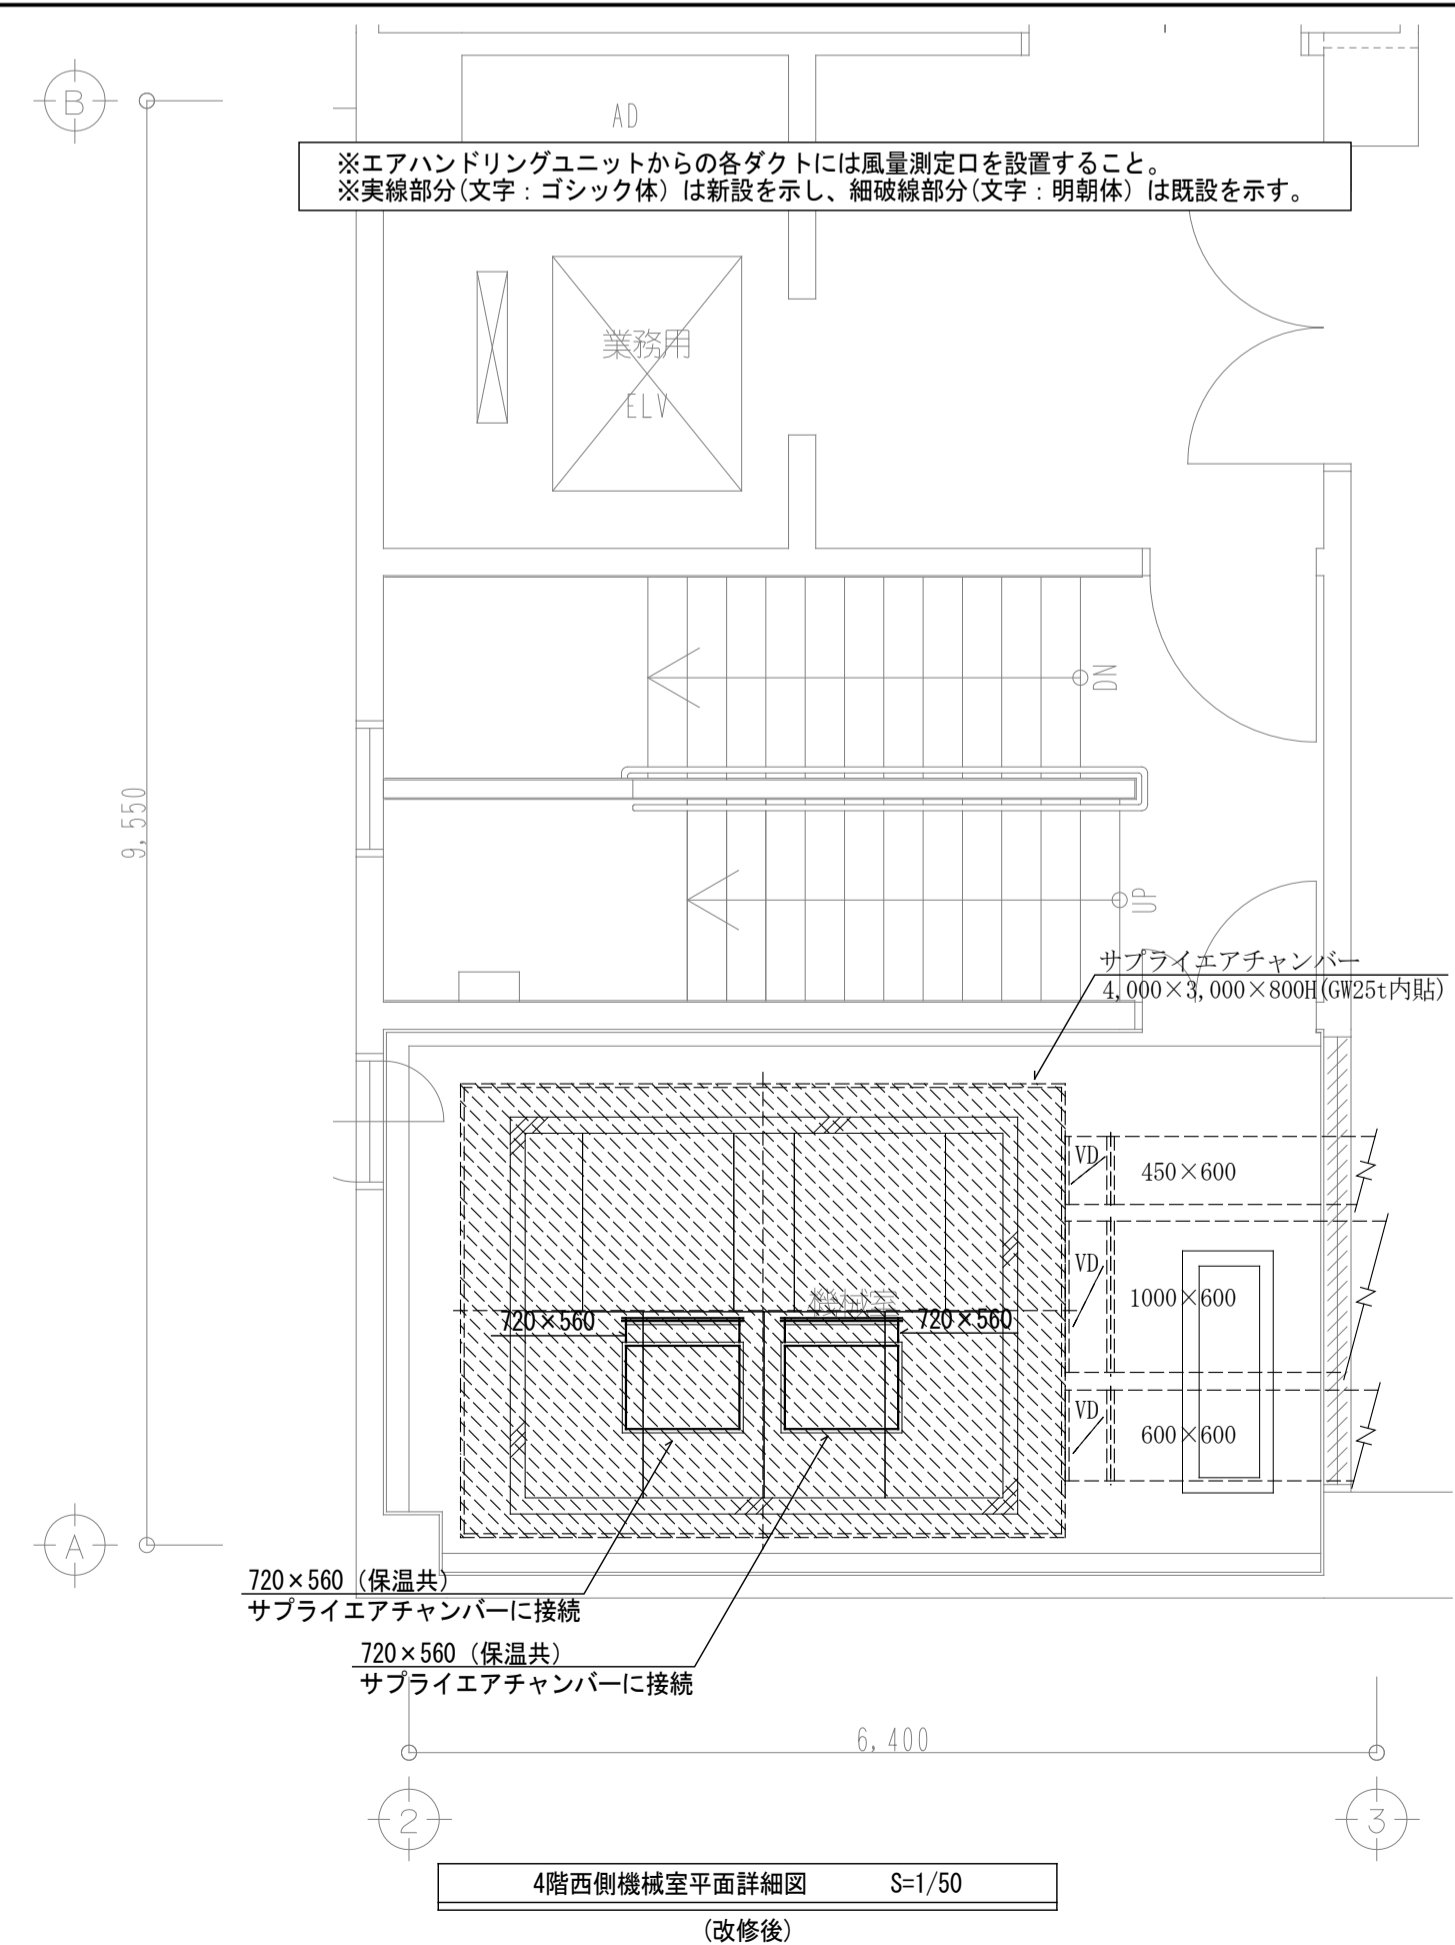 B
AD
※エアハンドリングユニットからの各ダクトには風量測定口を設置すること。
※実線部分(文字：ゴシック体)は新設を示し、細破線部分(文字：明朝体)は既設を示す。
業務用
ELV
DN
9,550
UP
サプライエアチャンバー
4,000×3,000×800H(GW25t内貼)
VD
450×600
VD
1000×600
機械室
720×560
720×560
VD
600×600
A
720×560（保温共）
サプライエアチャンバーに接続
720×560（保温共）
サプライエアチャンバーに接続
6,400
2
3
4階西側機械室平面詳細図 S=1/50
(改修後)